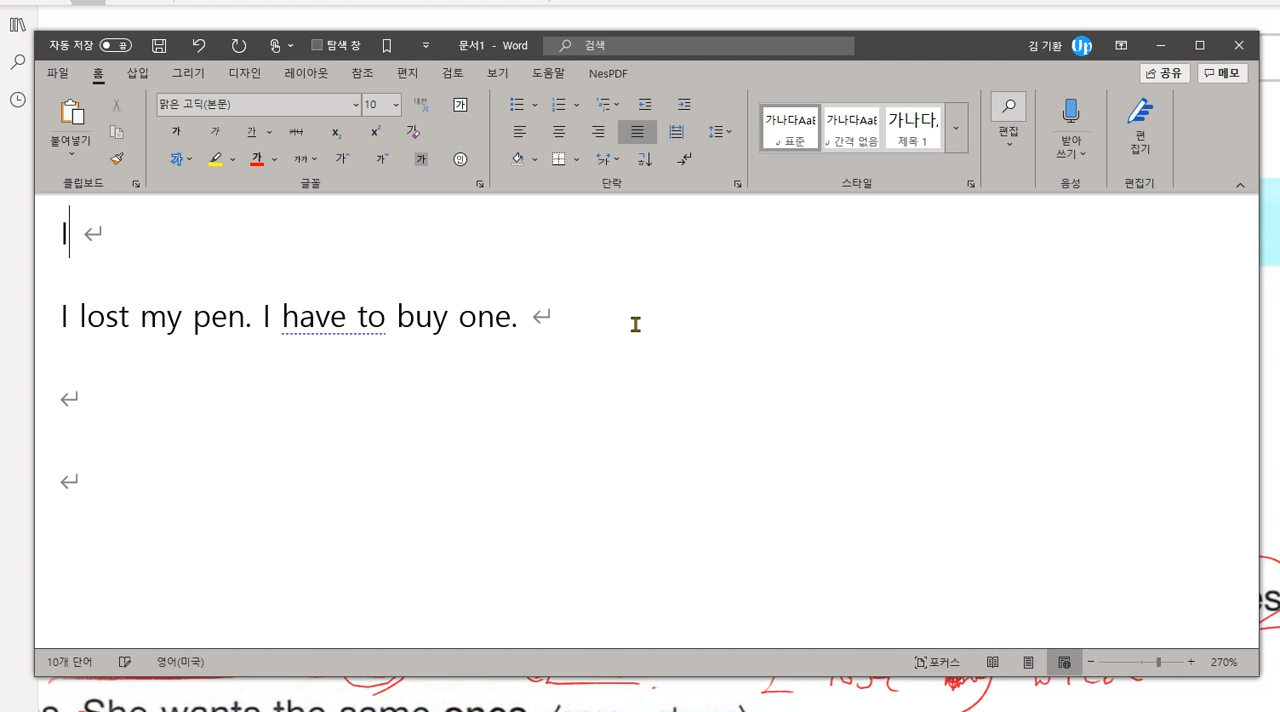 자동 저장 끔 탐색 창 문서1 - Word 검색 김 기환 Up
파일 홈 삽입 그리기 디자인 레이아웃 참조 편지 검토 보기 도움말 NesPDF 공유 메모
맑은 고딕(본문) 10
붙여넣기
가나다AaB 가나다AaB 가나다.
표준 간격 없음 제목 1
편집
받아
쓰기
편
집기
클립보드 글꼴 단락 스타일 음성 편집기
I
I lost my pen. I have to buy one.
10개 단어 영어(미국) 포커스 270%
She wants the same ones